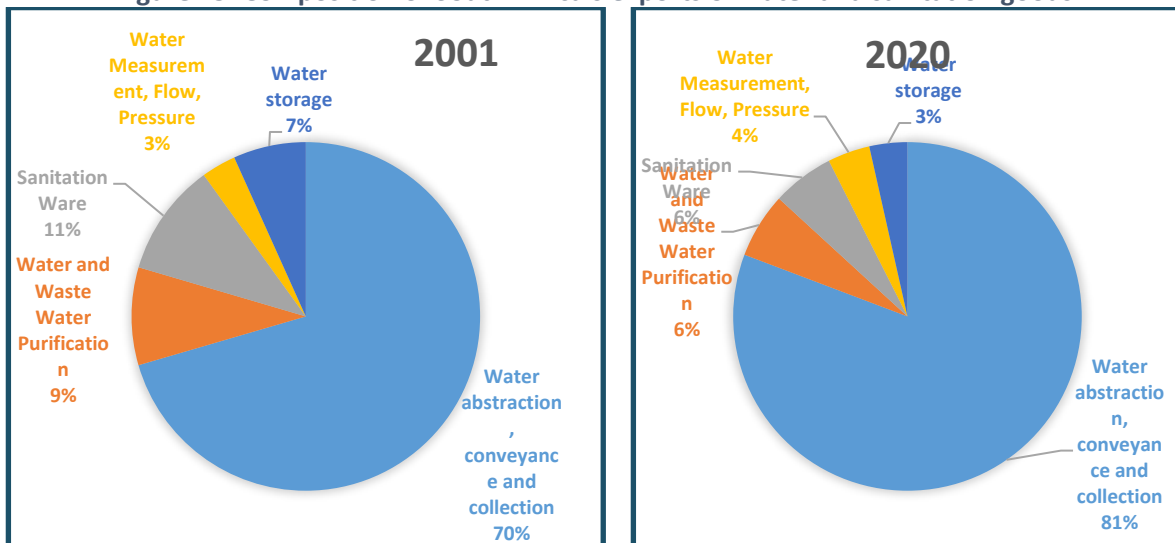 2001
Water
Measurem
ent, Flow,
Pressure
3%
Water
storage
7%
Sanitation
Ware
11%
Water and
Waste
Water
Purificatio
n
9%
Water
abstraction
,
conveyanc
e and
collection
70%
2020
Water
Measurement,
Flow, Pressure
4%
Water
storage
3%
Sanitation
Ware
6%
Water
and
Waste
Water
Purificatio
n
6%
Water
abstractio
n,
conveyan
ce and
collection
81%